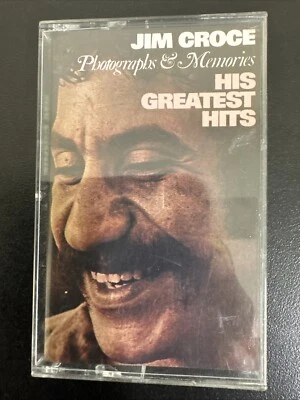 JIM CROCE
Photographs & Memories
HIS
GREATEST
HITS